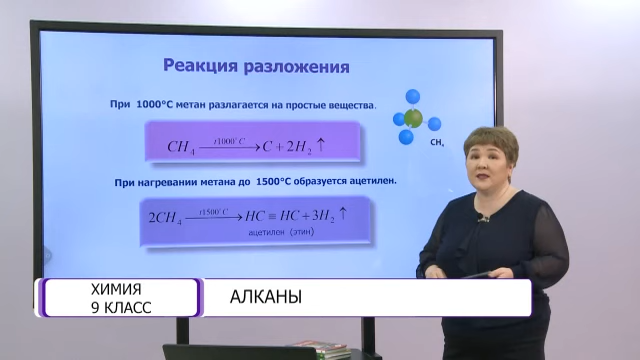 Реакция разложения
При 1000°С метан разлагается на простые вещества.
CH₄ —t1000°C→ C + 2H₂ ↑
CH₄
При нагревании метана до 1500°С образуется ацетилен.
2CH₄ —t1500°C→ HC ≡ HC + 3H₂ ↑
ацетилен (этин)
ХИМИЯ
9 КЛАСС
АЛКАНЫ